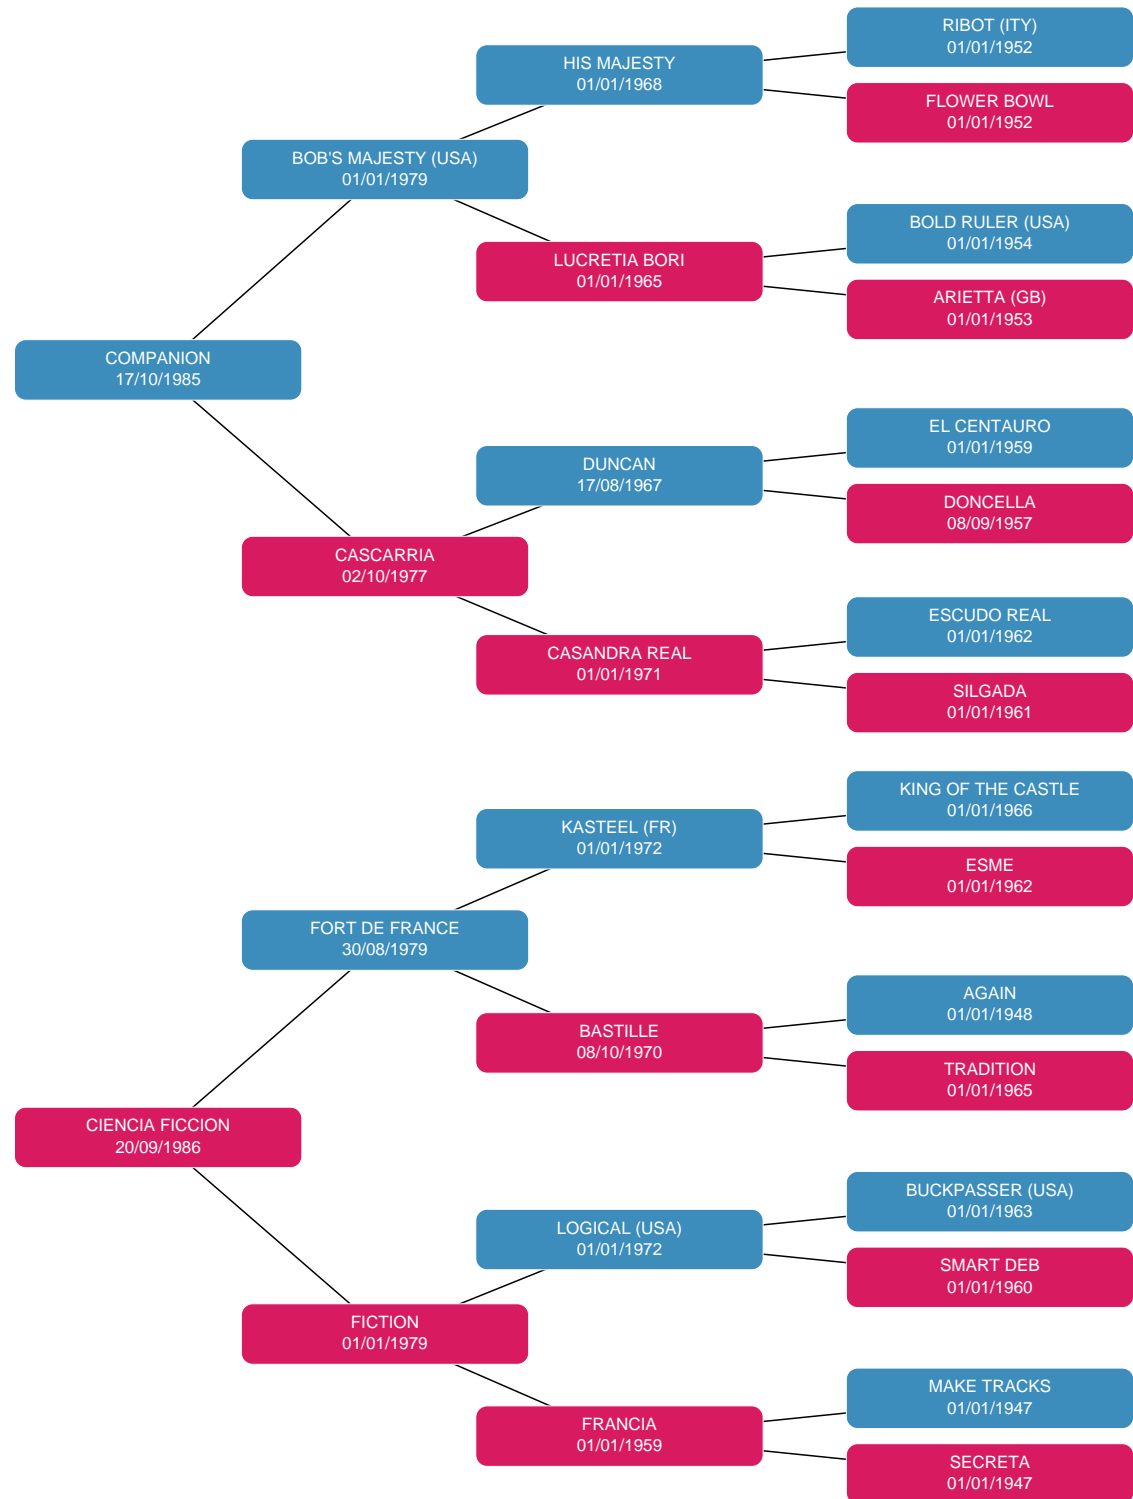 RIBOT (ITY)
01/01/1952
HIS MAJESTY
01/01/1968
FLOWER BOWL
01/01/1952
BOB'S MAJESTY (USA)
01/01/1979
BOLD RULER (USA)
01/01/1954
LUCRETIA BORI
01/01/1965
ARIETTA (GB)
01/01/1953
COMPANION
17/10/1985
EL CENTAURO
01/01/1959
DUNCAN
17/08/1967
DONCELLA
08/09/1957
CASCARRIA
02/10/1977
ESCUDO REAL
01/01/1962
CASANDRA REAL
01/01/1971
SILGADA
01/01/1961
KING OF THE CASTLE
01/01/1966
KASTEEL (FR)
01/01/1972
ESME
01/01/1962
FORT DE FRANCE
30/08/1979
AGAIN
01/01/1948
BASTILLE
08/10/1970
TRADITION
01/01/1965
CIENCIA FICCION
20/09/1986
BUCKPASSER (USA)
01/01/1963
LOGICAL (USA)
01/01/1972
SMART DEB
01/01/1960
FICTION
01/01/1979
MAKE TRACKS
01/01/1947
FRANCIA
01/01/1959
SECRETA
01/01/1947